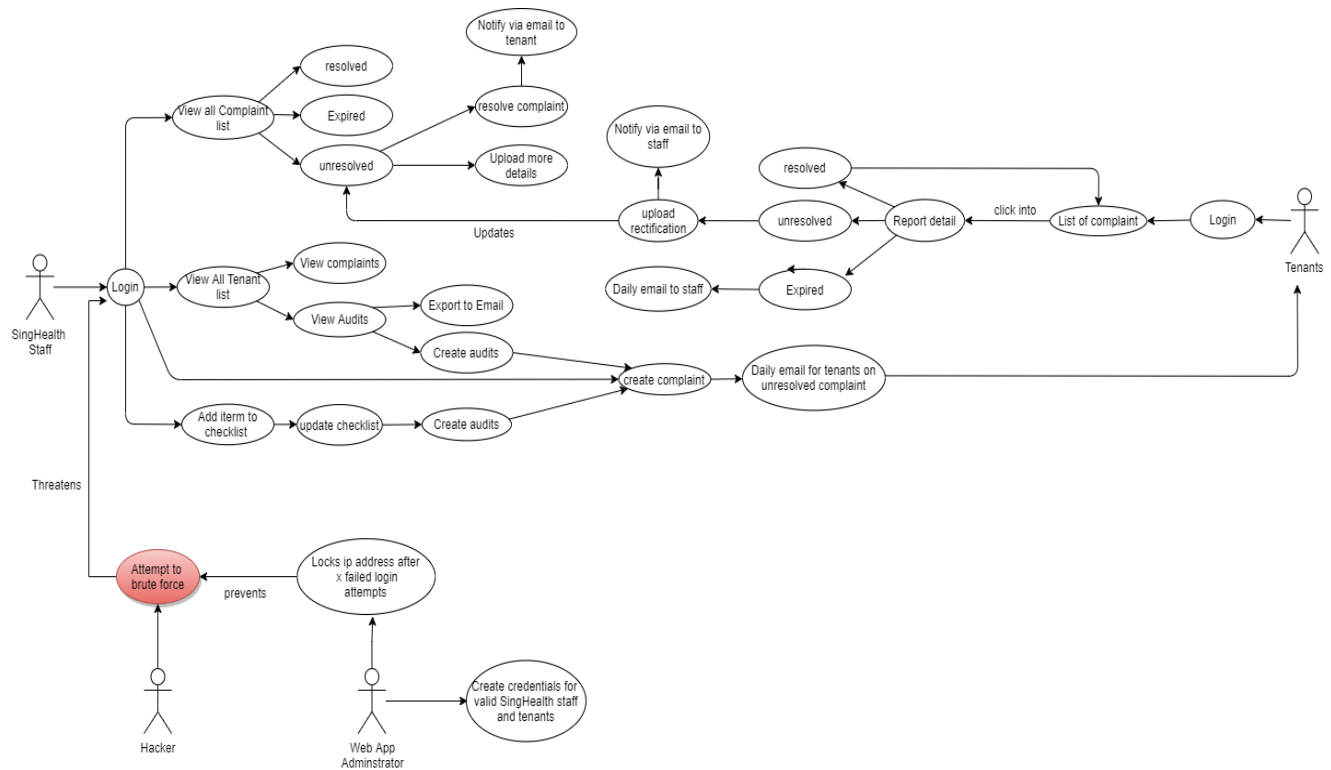 Notify via email to
tenant
resolved
View all Complaint
list
Expired
resolve complaint
unresolved
Upload more
details
Notify via email to
staff
resolved
upload
rectification
unresolved
Report detail
click into
List of complaint
Login
Updates
Tenants
View complaints
Login
View All Tenant
list
Daily email to staff
Expired
SingHealth
Staff
View Audits
Export to Email
Create audits
create complaint
Daily email for tenants on
unresolved complaint
Add iterm to
checklist
update checklist
Create audits
Threatens
Attempt to
brute force
prevents
Locks ip address after
x failed login
attempts
Create credentials for
valid SingHealth staff
and tenants
Hacker
Web App
Adminstrator